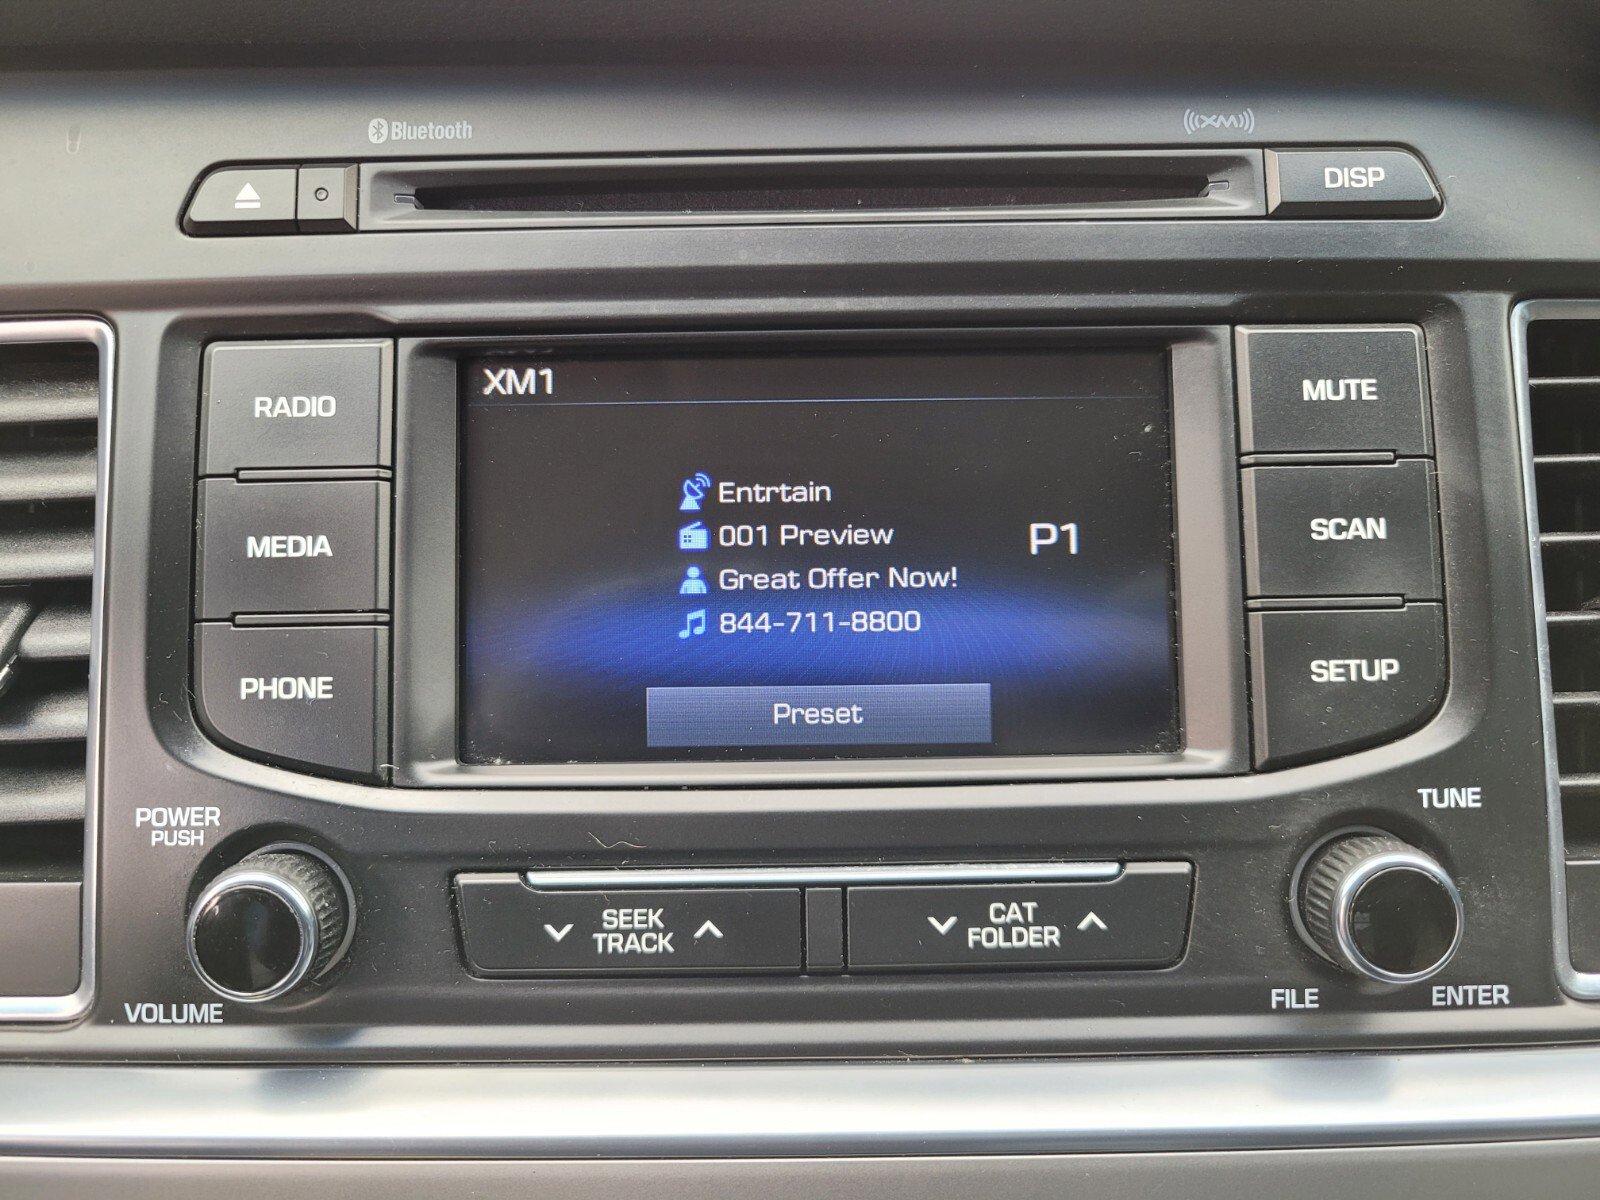 Bluetooth
(((XM)))
DISP
RADIO
MEDIA
PHONE
XM1
Entrtain
001 Preview
P1
Great Offer Now!
844-711-8800
Preset
MUTE
SCAN
SETUP
POWER
PUSH
VOLUME
SEEK
TRACK
CAT
FOLDER
TUNE
FILE
ENTER